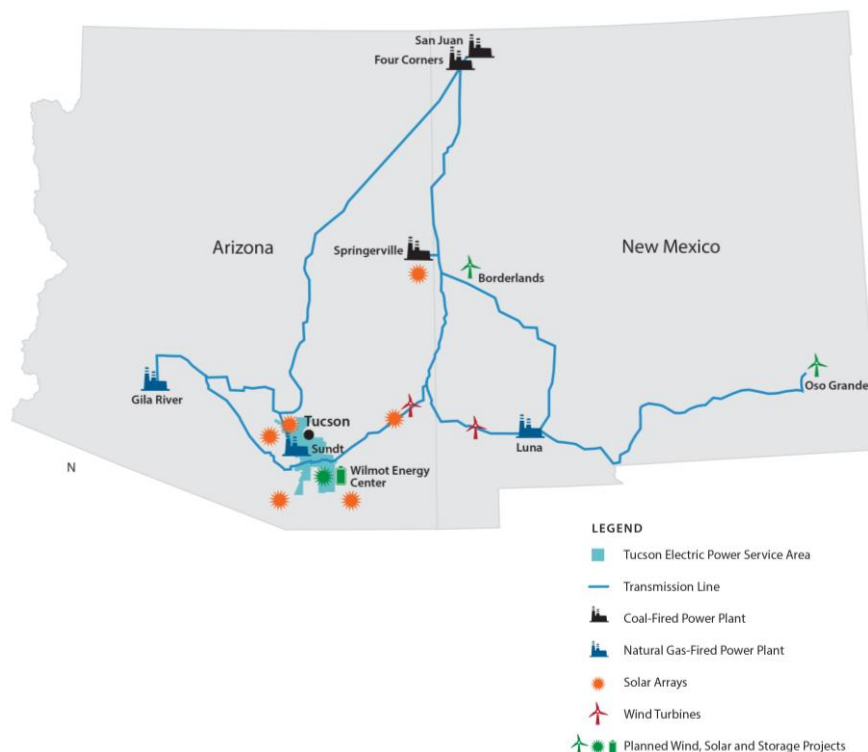 San Juan
Four Corners
Arizona
New Mexico
Springerville
Borderlands
Gila River
Oso Grande
Tucson
Sundt
Luna
N
Wilmot Energy
Center
LEGEND
Tucson Electric Power Service Area
Transmission Line
Coal-Fired Power Plant
Natural Gas-Fired Power Plant
Solar Arrays
Wind Turbines
Planned Wind, Solar and Storage Projects